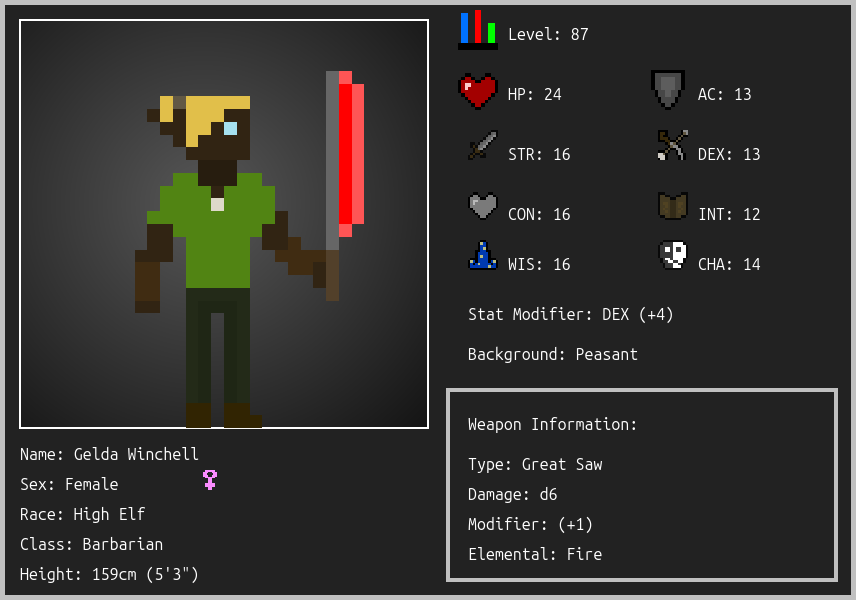 Level: 87
HP: 24
AC: 13
STR: 16
DEX: 13
CON: 16
INT: 12
WIS: 16
CHA: 14
Stat Modifier: DEX (+4)
Background: Peasant
Name: Gelda Winchell
Sex: Female
Race: High Elf
Class: Barbarian
Height: 159cm (5'3")
Weapon Information:
Type: Great Saw
Damage: d6
Modifier: (+1)
Elemental: Fire